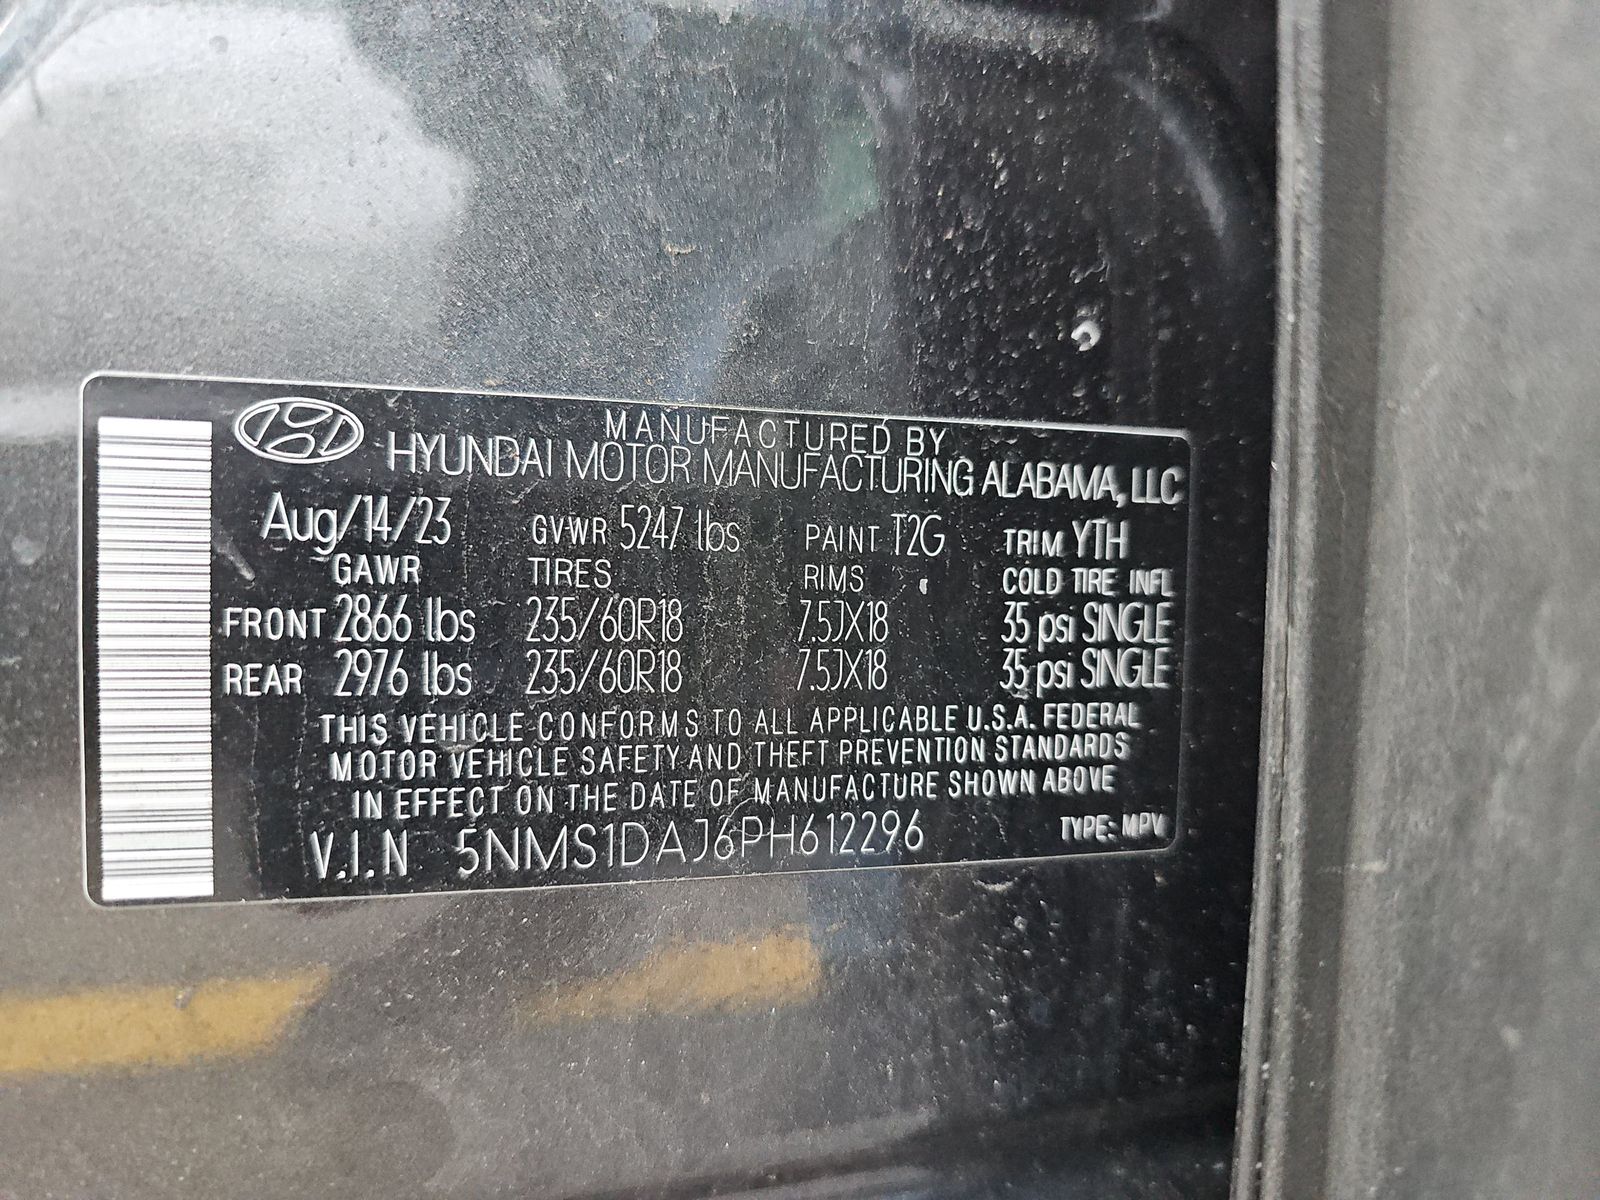 MANUFACTURED BY
HYUNDAI MOTOR MANUFACTURING ALABAMA, LLC
Aug/14/23 GVWR 5247 lbs PAINT T2G TRIM YTH
GAWR TIRES RIMS COLD TIRE INFL
FRONT 2866 lbs 235/60R18 7.5JX18 35 psi SINGLE
REAR 2976 lbs 235/60R18 7.5JX18 35 psi SINGLE
THIS VEHICLE CONFORMS TO ALL APPLICABLE U.S.A. FEDERAL
MOTOR VEHICLE SAFETY AND THEFT PREVENTION STANDARDS
IN EFFECT ON THE DATE OF MANUFACTURE SHOWN ABOVE
V.I.N 5NMS1DAJ6PH612296 TYPE: MPV